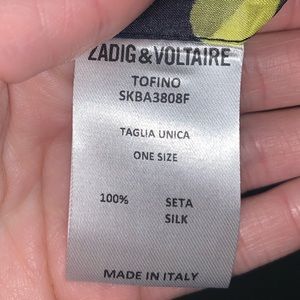 ZADIG&VOLTAIRE
TOFINO
SKBA3808F
TAGLIA UNICA
ONE SIZE
100% SETA
SILK
MADE IN ITALY